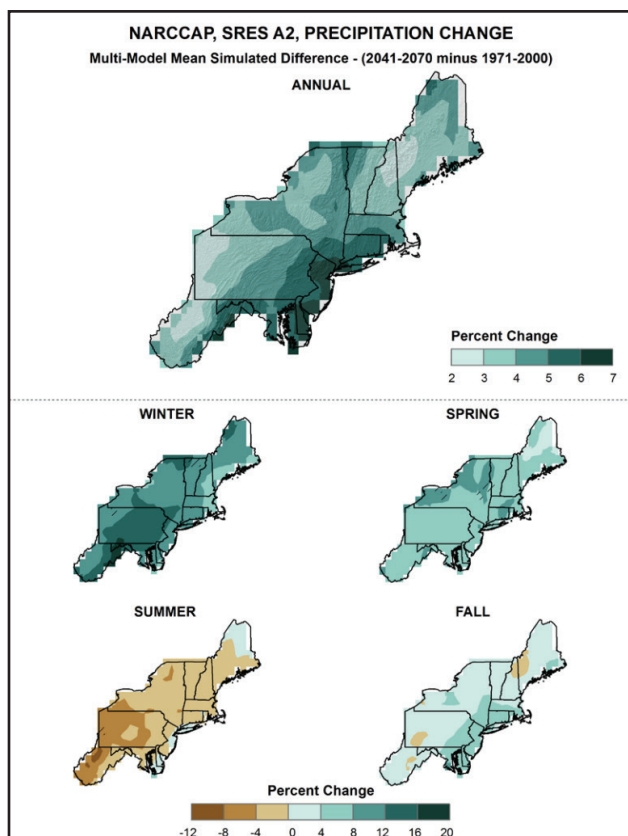 NARCCAP, SRES A2, PRECIPITATION CHANGE
Multi-Model Mean Simulated Difference - (2041-2070 minus 1971-2000)
ANNUAL
Percent Change
2 3 4 5 6 7
WINTER
SPRING
SUMMER
FALL
Percent Change
-12 -8 -4 0 4 8 12 16 20